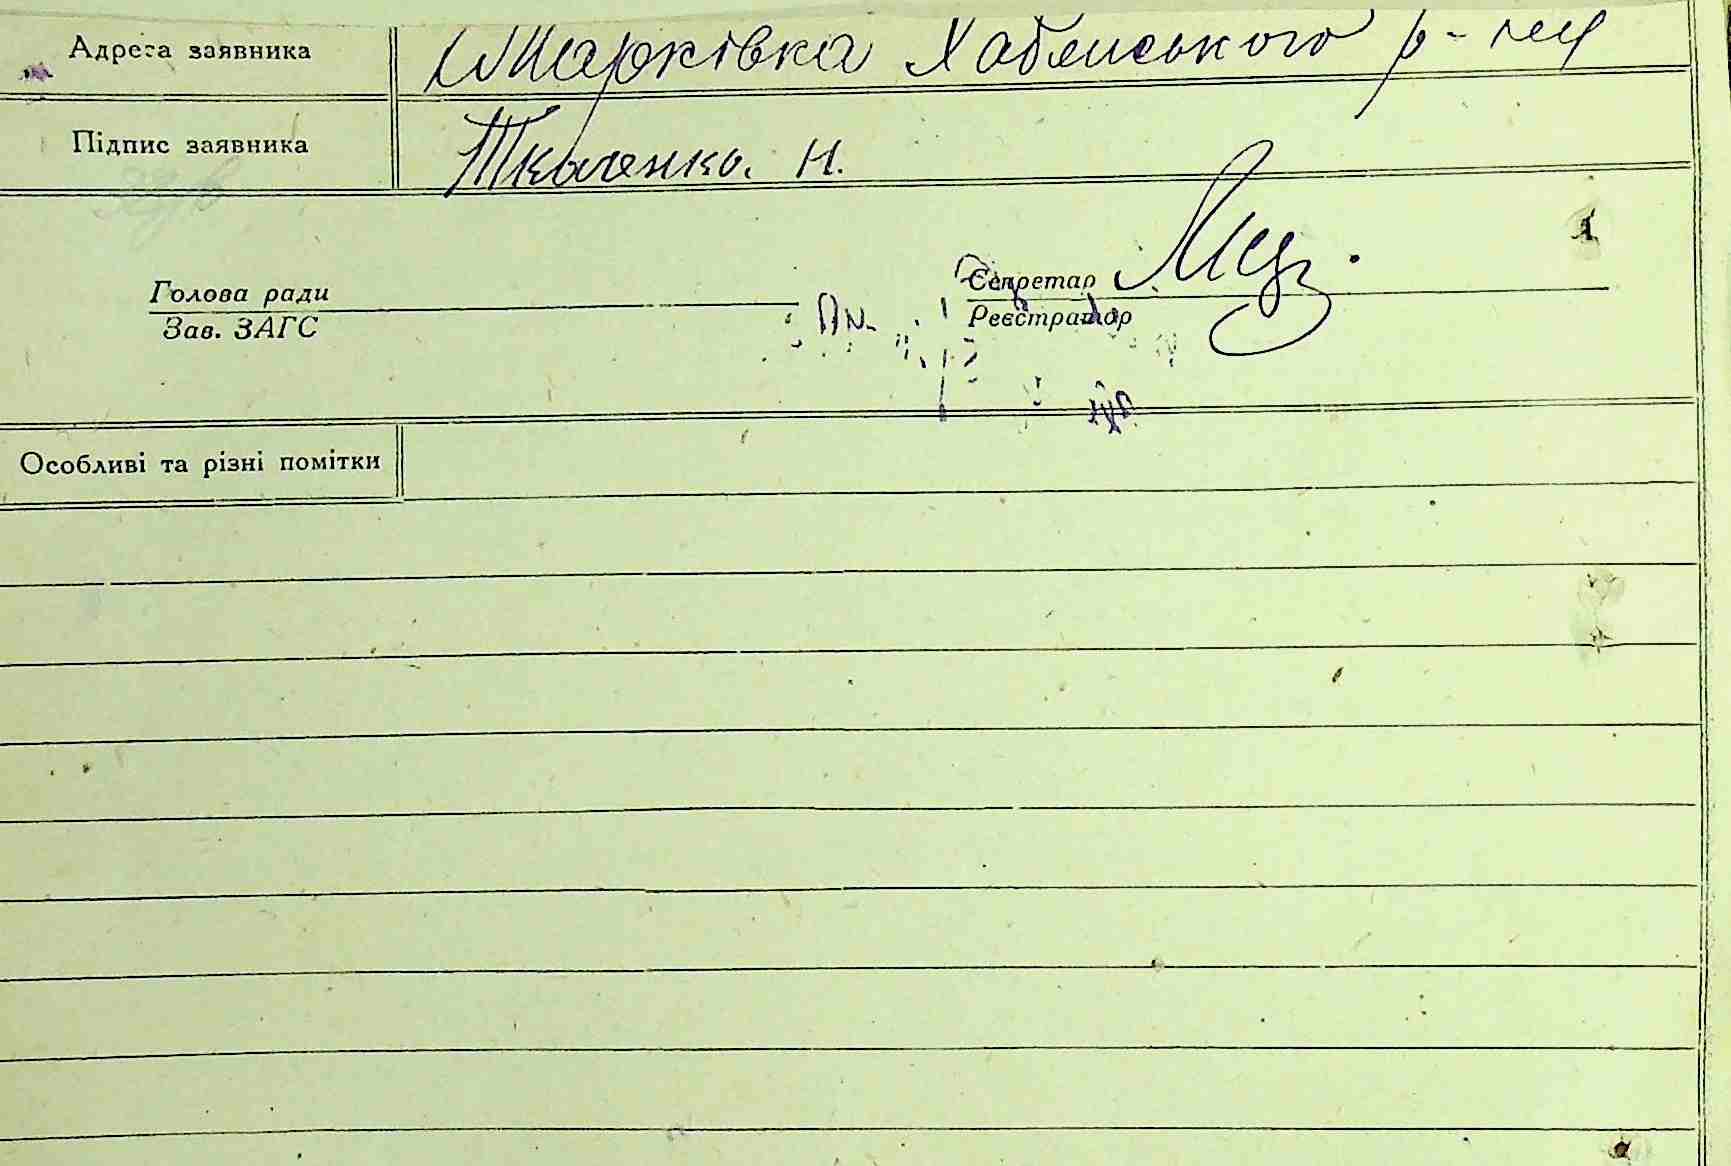 Адреса заявника с Марківка Хабенського р-ну
Підпис заявника Ткаченко. Н.
Голова ради Секретар
Зав. ЗАГС Реєстратор
Особливі та різні помітки